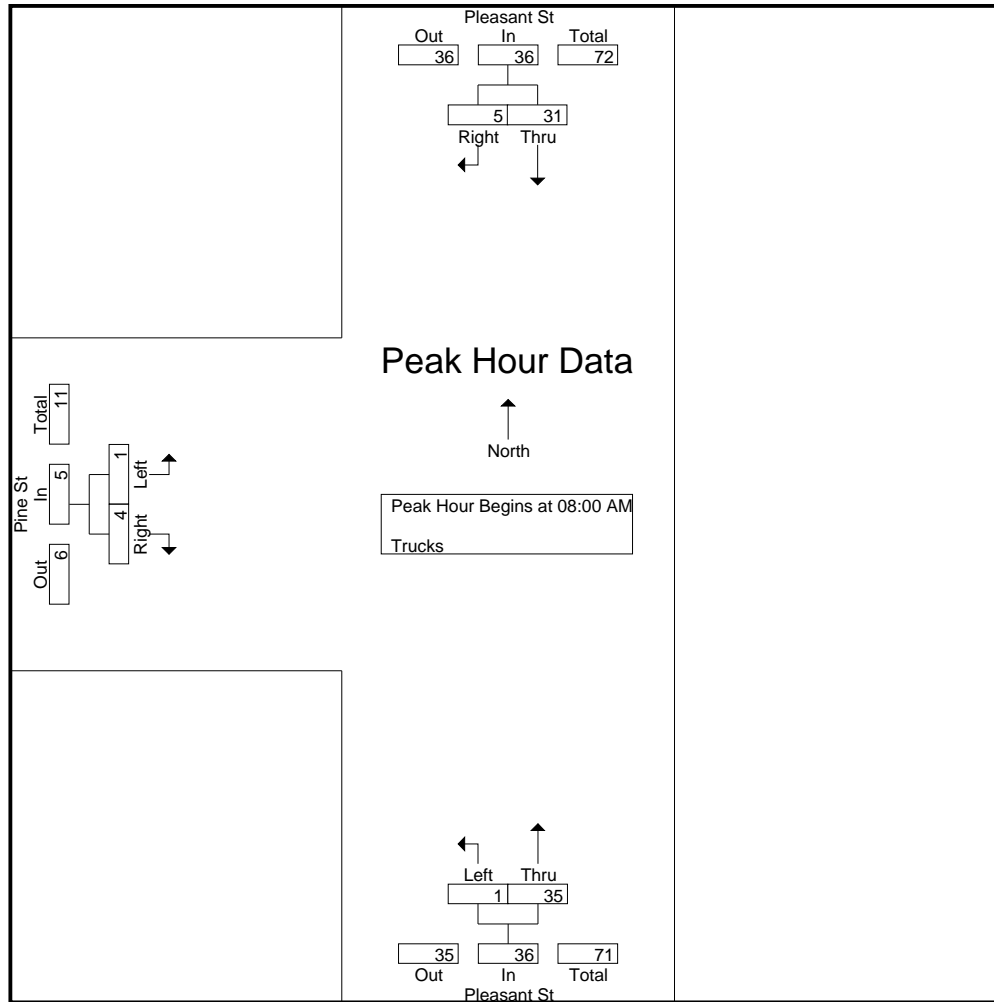 Pleasant St
Out In Total
36 36 72
5 31
Right Thru
Peak Hour Data
North
Peak Hour Begins at 08:00 AM
Trucks
Pine St
Out In Total
6 5 11
Right Left
4 1
Left Thru
1 35
35 36 71
Out In Total
Pleasant St